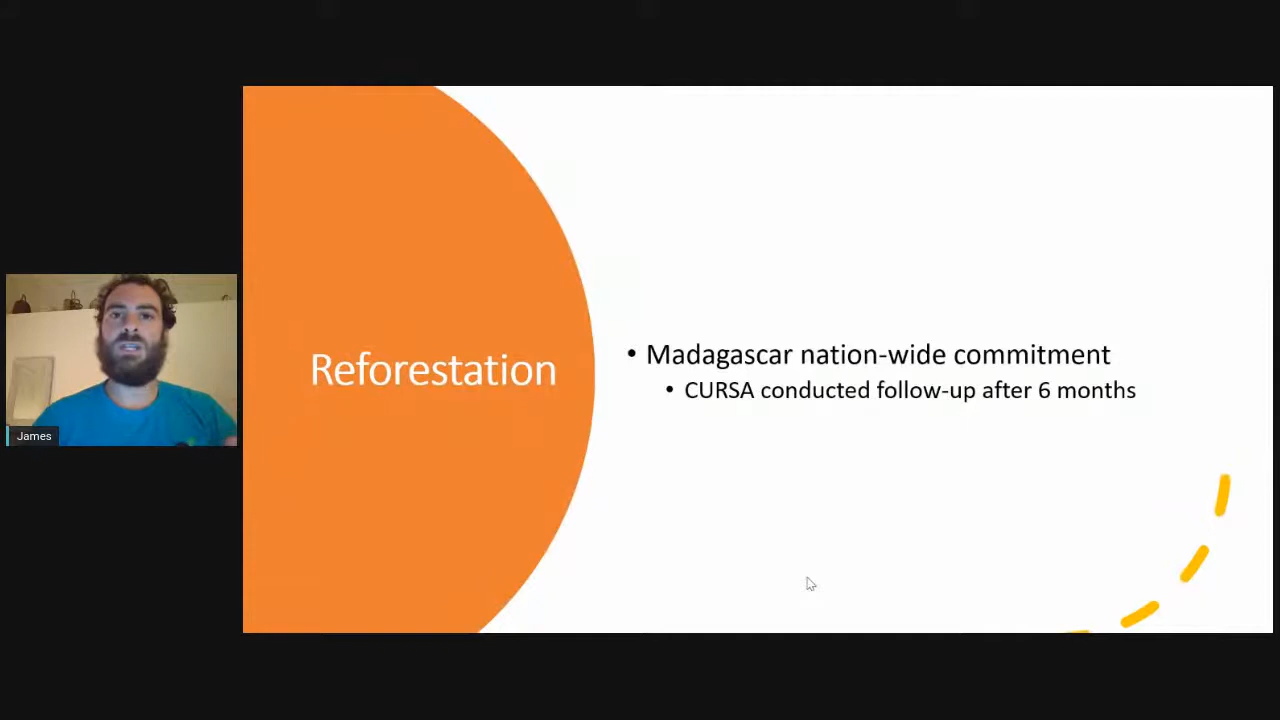 Reforestation
• Madagascar nation-wide commitment
• CURSA conducted follow-up after 6 months
James